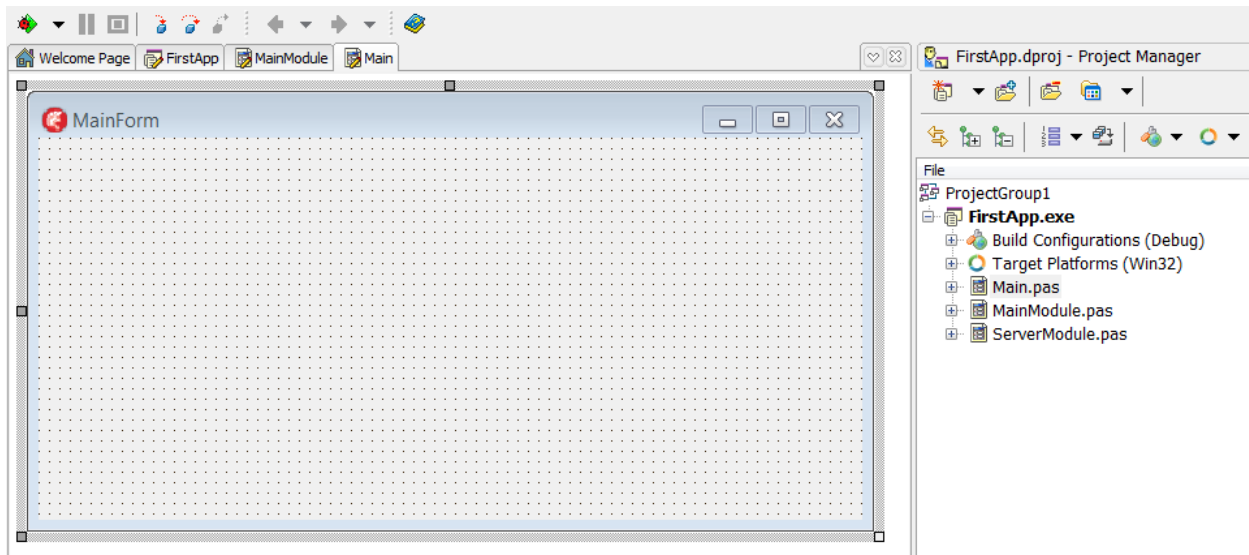 Welcome Page FirstApp MainModule Main
MainForm
FirstApp.dproj - Project Manager
File
ProjectGroup1
FirstApp.exe
Build Configurations (Debug)
Target Platforms (Win32)
Main.pas
MainModule.pas
ServerModule.pas